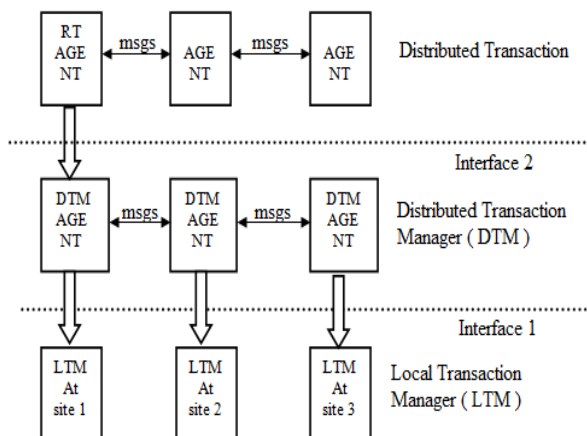 RT
AGE
NT
msgs
AGE
NT
msgs
AGE
NT
Distributed Transaction
Interface 2
DTM
AGE
NT
msgs
DTM
AGE
NT
msgs
DTM
AGE
NT
Distributed Transaction
Manager ( DTM )
Interface 1
LTM
At
site 1
LTM
At
site 2
LTM
At
site 3
Local Transaction
Manager ( LTM )